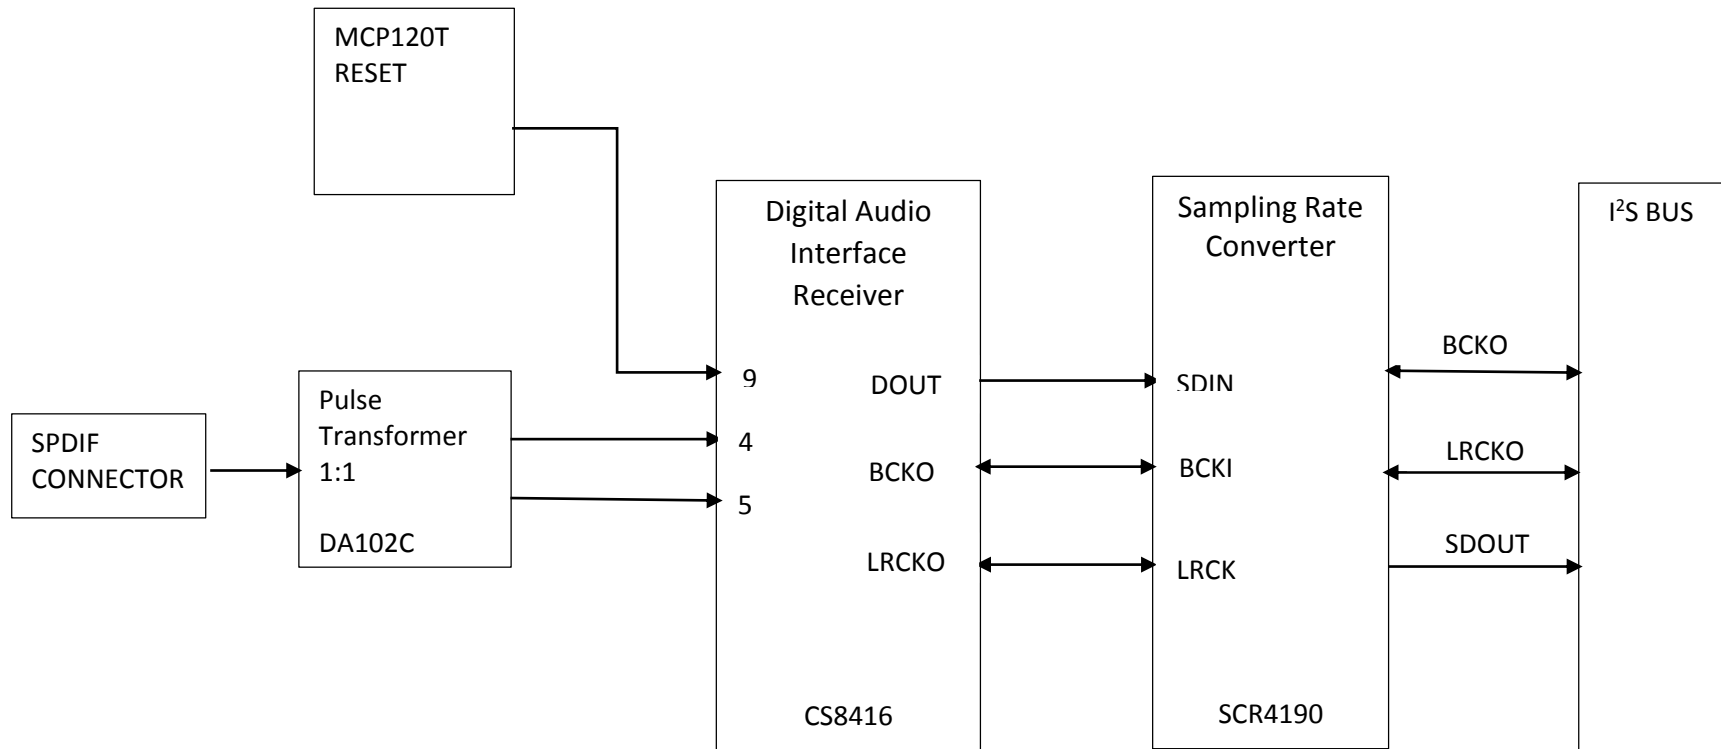 MCP120T
RESET
SPDIF
CONNECTOR
Pulse
Transformer
1:1
DA102C
Digital Audio
Interface
Receiver
9
4
5
DOUT
BCKO
LRCKO
CS8416
Sampling Rate
Converter
SDIN
BCKI
LRCK
SCR4190
BCKO
LRCKO
SDOUT
I²S BUS